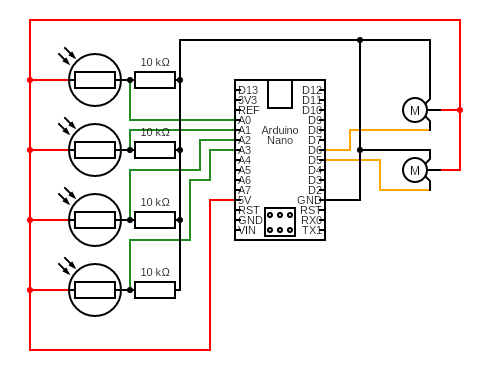 10 kΩ
10 kΩ
10 kΩ
10 kΩ
D13
3V3
REF
A0
A1
A2
A3
A4
A5
A6
A7
5V
RST
GND
VIN
Arduino
Nano
D12
D11
D10
D9
D8
D7
D6
D5
D4
D3
D2
GND
RST
RX0
TX1
M
M